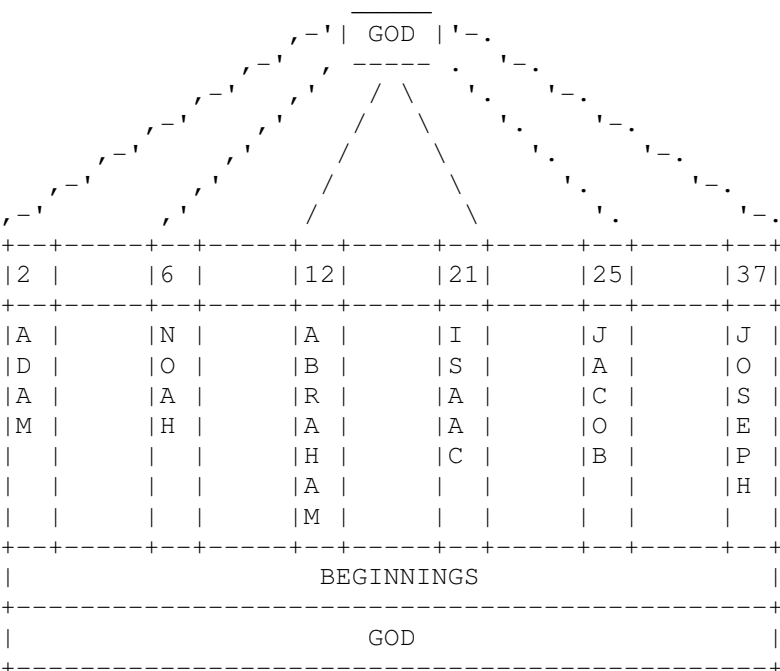 GOD
2 6 12 21 25 37
ADAM NOAH ABRAHAM ISAAC JACOB JOSEPH
BEGINNINGS
GOD